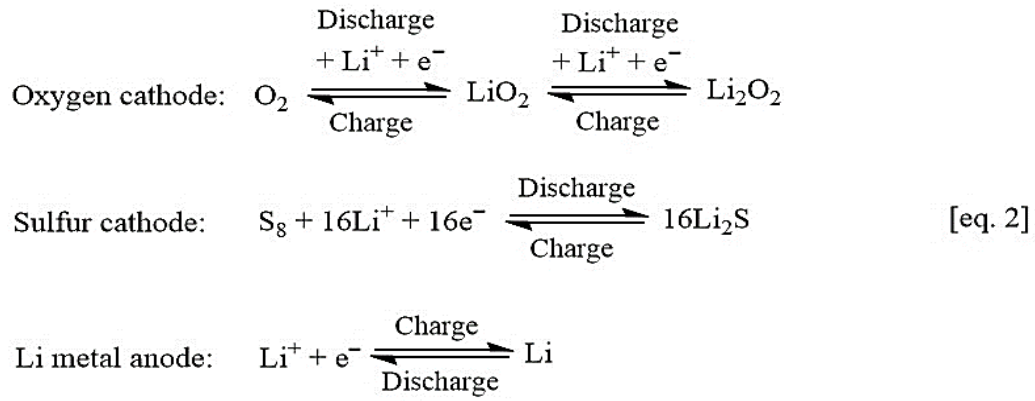 Discharge Discharge
+ Li⁺ + e⁻ + Li⁺ + e⁻
Oxygen cathode: O₂ ⇌ LiO₂ ⇌ Li₂O₂
Charge Charge
Discharge
Sulfur cathode: S₈ + 16Li⁺ + 16e⁻ ⇌ 16Li₂S [eq. 2]
Charge
Charge
Li metal anode: Li⁺ + e⁻ ⇌ Li
Discharge